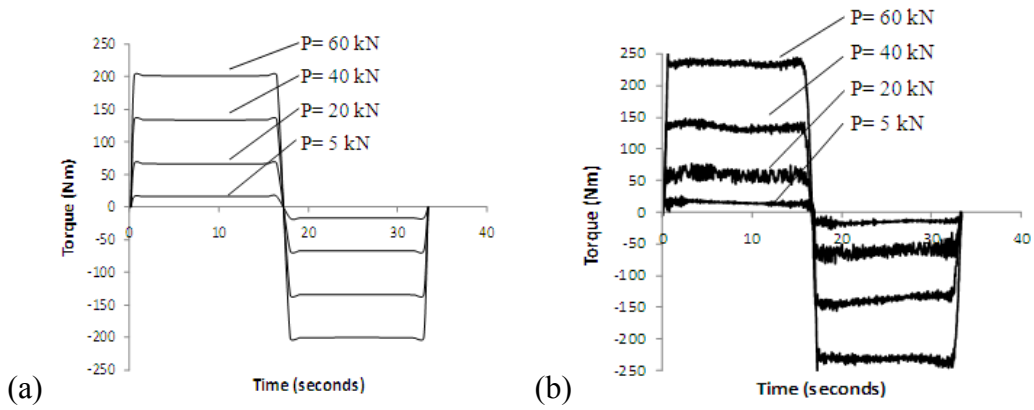 250
200
150
100
50
0
-50
-100
-150
-200
-250
0
10
20
30
40
Torque (Nm)
Time (seconds)
P= 60 kN
P= 40 kN
P= 20 kN
P= 5 kN
(a)
250
200
150
100
50
0
-50
-100
-150
-200
-250
0
10
20
30
40
Torque (Nm)
Time (seconds)
P= 60 kN
P= 40 kN
P= 20 kN
P= 5 kN
(b)